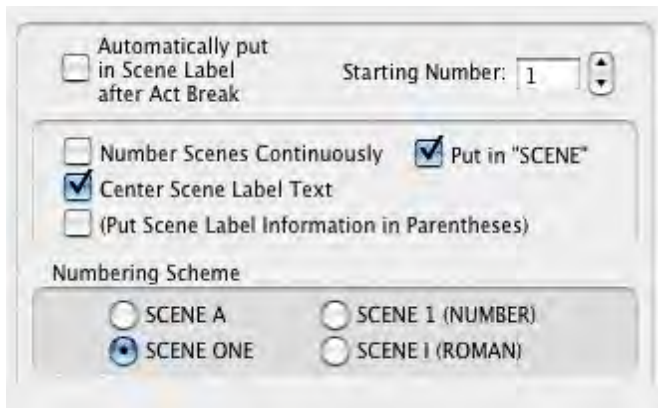 Automatically put
in Scene Label
after Act Break
Starting Number: 1
Number Scenes Continuously
Put in "SCENE"
Center Scene Label Text
(Put Scene Label Information in Parentheses)
Numbering Scheme
SCENE A
SCENE 1 (NUMBER)
SCENE ONE
SCENE I (ROMAN)